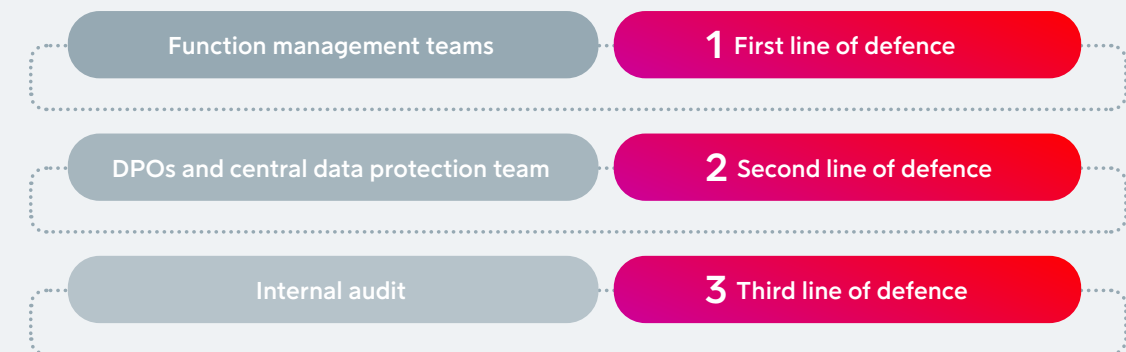 Function management teams
1 First line of defence
DPOs and central data protection team
2 Second line of defence
Internal audit
3 Third line of defence